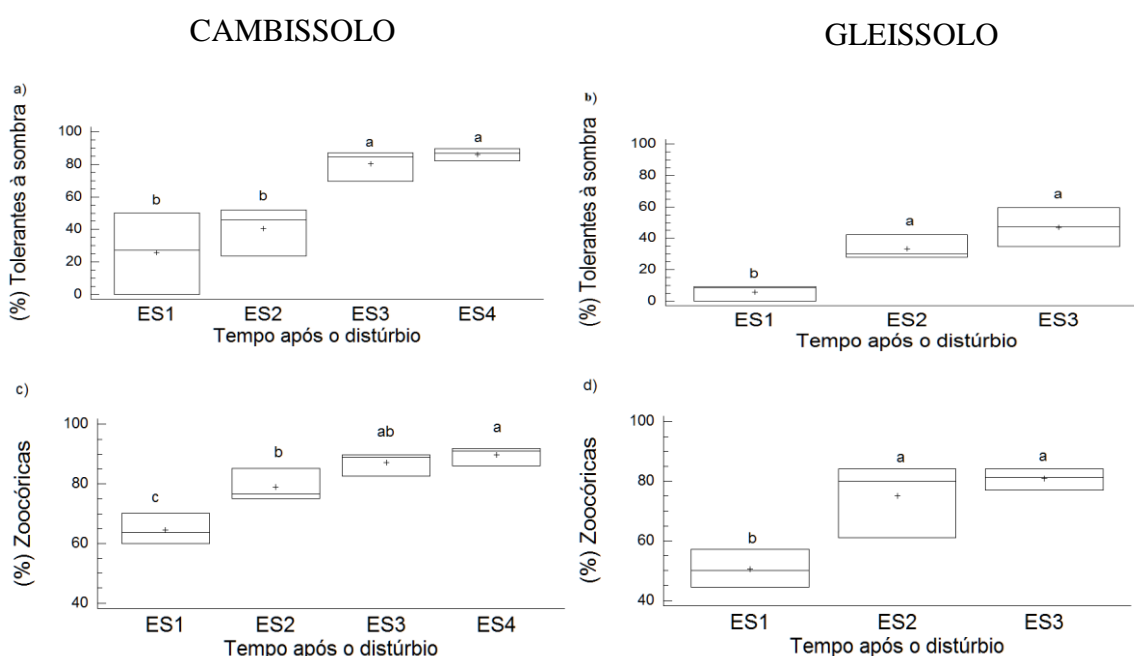 CAMBISSOLO
GLEISSOLO
a)
(%) Tolerantes à sombra
100
80
60
40
20
0
b
b
a
a
ES1 ES2 ES3 ES4
Tempo após o distúrbio
b)
(%) Tolerantes à sombra
100
80
60
40
20
0
b
a
a
ES1 ES2 ES3
Tempo após o distúrbio
c)
(%) Zoocóricas
100
80
60
40
c
b
ab
a
ES1 ES2 ES3 ES4
Tempo após o distúrbio
d)
(%) Zoocóricas
100
80
60
40
b
a
a
ES1 ES2 ES3
Tempo após o distúrbio